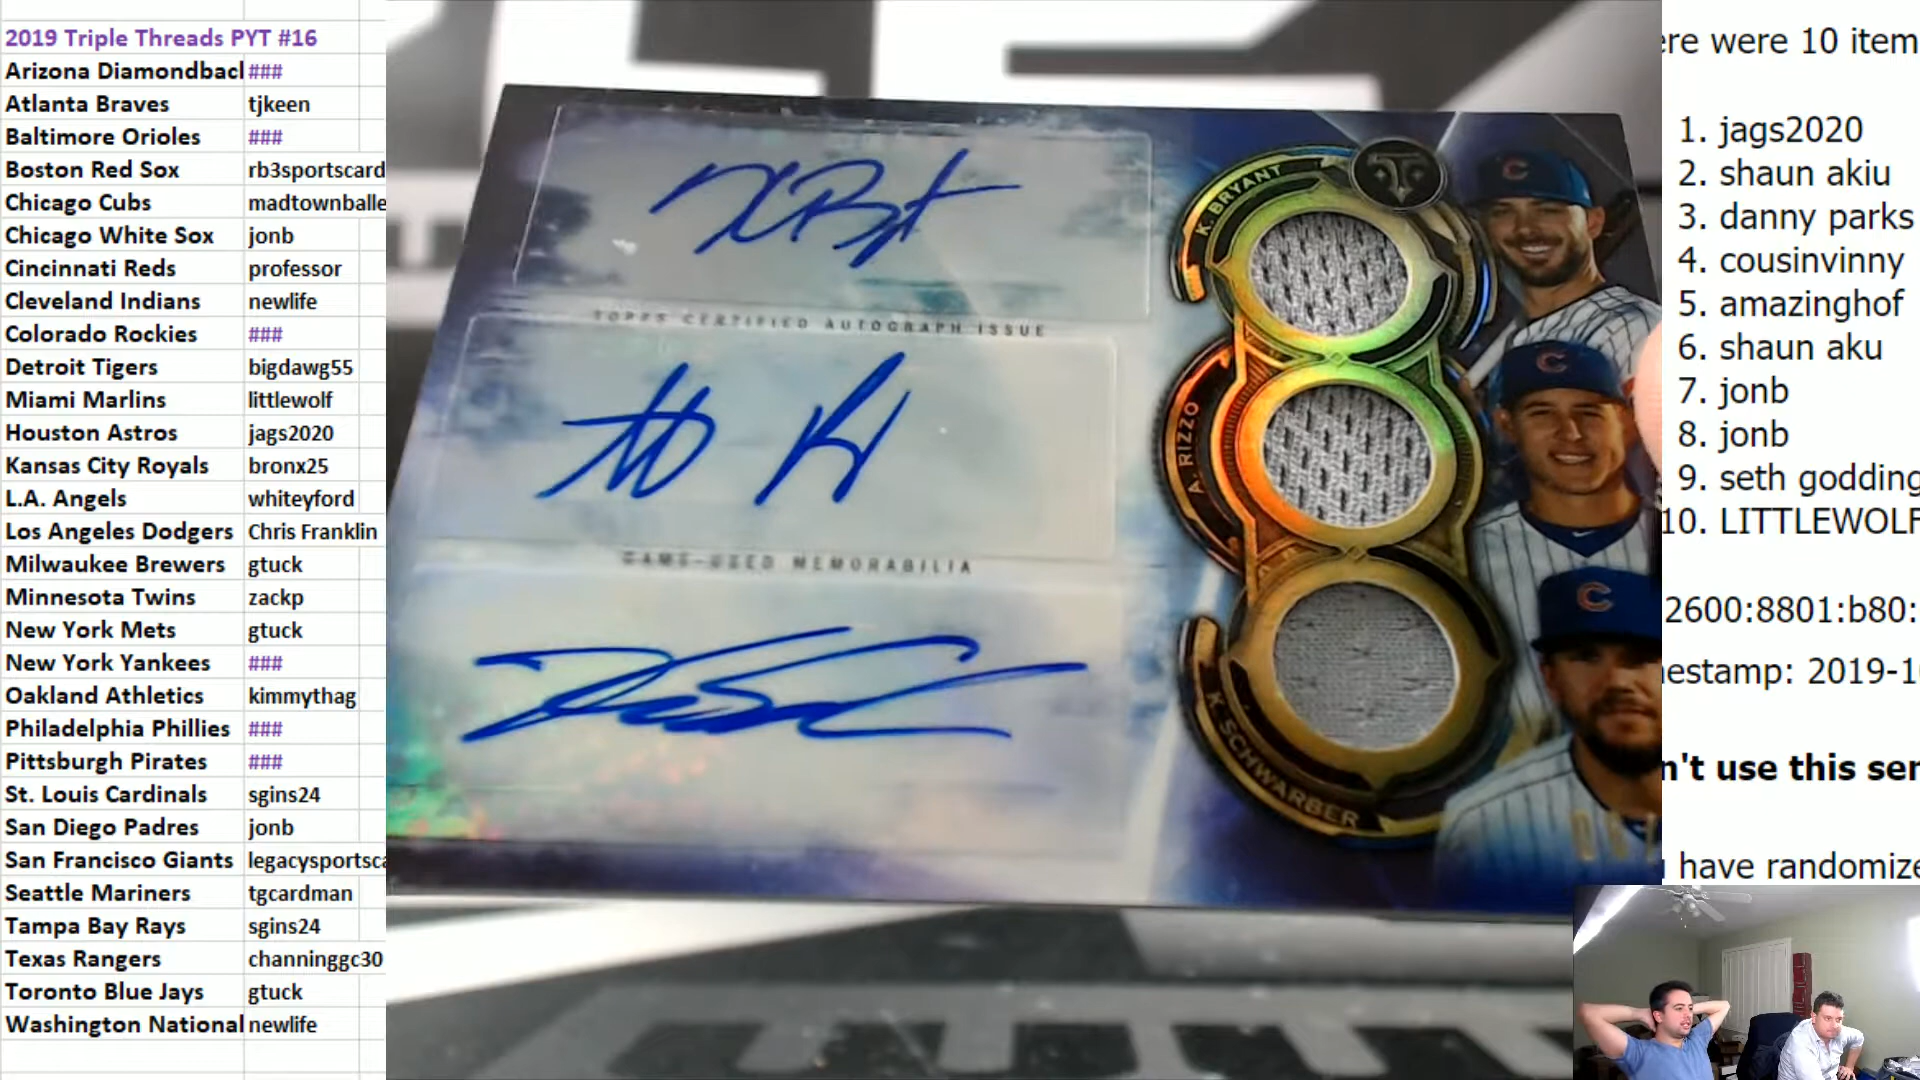 2019 Triple Threads PYT #16
Arizona Diamondbacl ###
Atlanta Braves tjkeen
Baltimore Orioles ###
Boston Red Sox rb3sportscard
Chicago Cubs madtownballe
Chicago White Sox jonb
Cincinnati Reds professor
Cleveland Indians newlife
Colorado Rockies ###
Detroit Tigers bigdawg55
Miami Marlins littlewolf
Houston Astros jags2020
Kansas City Royals bronx25
L.A. Angels whiteyford
Los Angeles Dodgers Chris Franklin
Milwaukee Brewers gtuck
Minnesota Twins zackp
New York Mets gtuck
New York Yankees ###
Oakland Athletics kimmythag
Philadelphia Phillies ###
Pittsburgh Pirates ###
St. Louis Cardinals sgins24
San Diego Padres jonb
San Francisco Giants legacysportsca
Seattle Mariners tgcardman
Tampa Bay Rays sgins24
Texas Rangers channinggc30
Toronto Blue Jays gtuck
Washington National newlife
TOPPS CERTIFIED AUTOGRAPH ISSUE
GAME-USED MEMORABILIA
K. BRYANT
A. RIZZO
K. SCHWARBER
C
C
C
ere were 10 item
1. jags2020
2. shaun akiu
3. danny parks
4. cousinvinny
5. amazinghof
6. shaun aku
7. jonb
8. jonb
9. seth godding
10. LITTLEWOLF
2600:8801:b80:
estamp: 2019-10
n't use this ser
have randomize